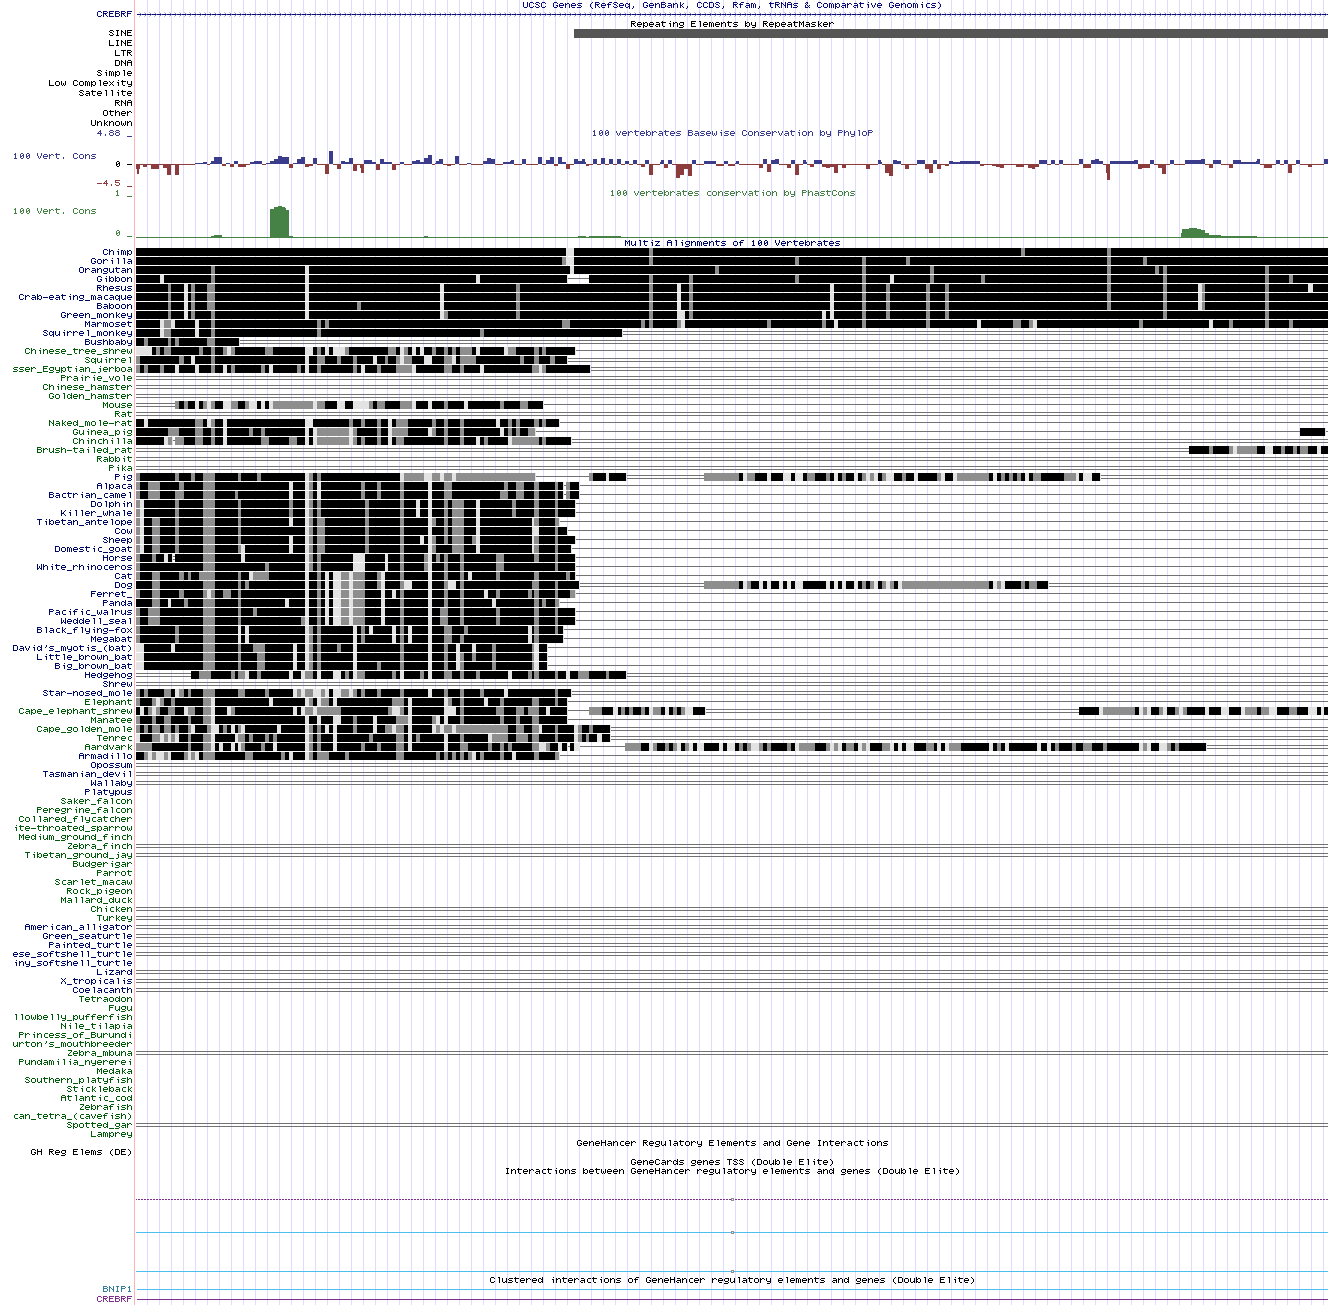 UCSC Genes (RefSeq, GenBank, CCDS, Rfam, tRNAs & Comparative Genomics)
CREBRF
Repeating Elements by RepeatMasker
SINE
LINE
LTR
DNA
Simple
Low Complexity
Satellite
RNA
Other
Unknown
4.88 _
100 vertebrates Basewise Conservation by PhyloP
100 Vert. Cons
0 _
-4.5 _
1 _
100 vertebrates conservation by PhastCons
100 Vert. Cons
0 _
Multiz Alignments of 100 Vertebrates
Chimp
Gorilla
Orangutan
Gibbon
Rhesus
Crab-eating_macaque
Baboon
Green_monkey
Marmoset
Squirrel_monkey
Bushbaby
Chinese_tree_shrew
Squirrel
sser_Egyptian_jerboa
Prairie_vole
Chinese_hamster
Golden_hamster
Mouse
Rat
Naked_mole-rat
Guinea_pig
Chinchilla
Brush-tailed_rat
Rabbit
Pika
Pig
Alpaca
Bactrian_camel
Dolphin
Killer_whale
Tibetan_antelope
Cow
Sheep
Domestic_goat
Horse
White_rhinoceros
Cat
Dog
Ferret_
Panda
Pacific_walrus
Weddell_seal
Black_flying-fox
Megabat
David's_myotis_(bat)
Little_brown_bat
Big_brown_bat
Hedgehog
Shrew
Star-nosed_mole
Elephant
Cape_elephant_shrew
Manatee
Cape_golden_mole
Tenrec
Aardvark
Armadillo
Opossum
Tasmanian_devil
Wallaby
Platypus
Saker_falcon
Peregrine_falcon
Collared_flycatcher
ite-throated_sparrow
Medium_ground_finch
Zebra_finch
Tibetan_ground_jay
Budgerigar
Parrot
Scarlet_macaw
Rock_pigeon
Mallard_duck
Chicken
Turkey
American_alligator
Green_seaturtle
Painted_turtle
ese_softshell_turtle
iny_softshell_turtle
Lizard
X_tropicalis
Coelacanth
Tetraodon
Fugu
llowbelly_pufferfish
Nile_tilapia
Princess_of_Burundi
urton's_mouthbreeder
Zebra_mbuna
Pundamilia_nyererei
Medaka
Southern_platyfish
Stickleback
Atlantic_cod
Zebrafish
can_tetra_(cavefish)
Spotted_gar
Lamprey
GeneHancer Regulatory Elements and Gene Interactions
GH Reg Elems (DE)
GeneCards genes TSS (Double Elite)
Interactions between GeneHancer regulatory elements and genes (Double Elite)
Clustered interactions of GeneHancer regulatory elements and genes (Double Elite)
BNIP1
CREBRF